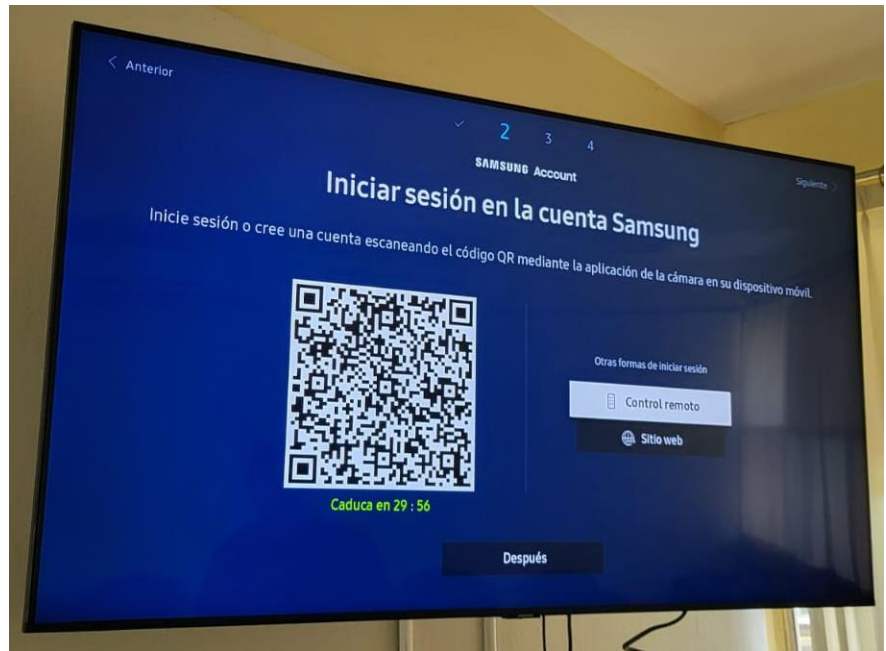 < Anterior
✓ 2 3 4
SAMSUNG Account
Siguiente >
Iniciar sesión en la cuenta Samsung
Inicie sesión o cree una cuenta escaneando el código QR mediante la aplicación de la cámara en su dispositivo móvil.
Otras formas de iniciar sesión
Control remoto
Sitio web
Caduca en 29 : 56
Después